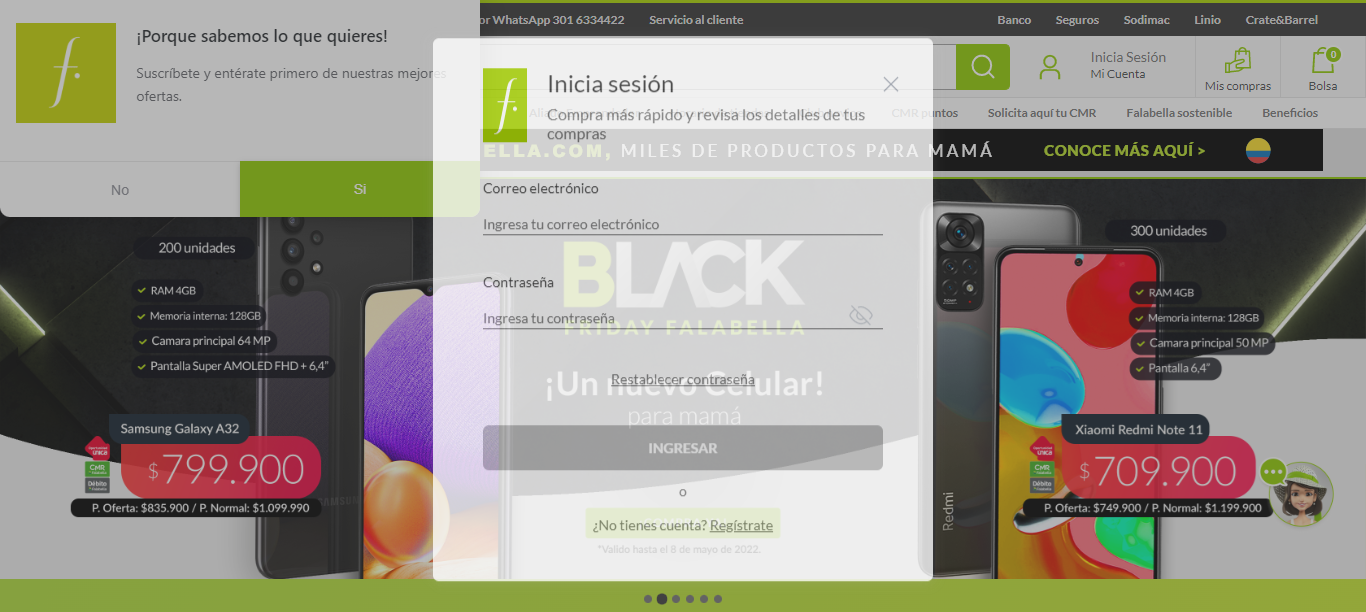 or WhatsApp 301 6334422
Servicio al cliente
Banco
Seguros
Sodimac
Linio
Crate&Barrel
¡Porque sabemos lo que quieres!
Suscríbete y entérate primero de nuestras mejores
ofertas.
No
Si
f.
Inicia Sesión
Mi Cuenta
Mis compras
0
Bolsa
CMR puntos
Solicita aquí tu CMR
Falabella sostenible
Beneficios
ELLA.COM, MILES DE PRODUCTOS PARA MAMÁ
CONOCE MÁS AQUÍ >
f.
Inicia sesión
Compra más rápido y revisa los detalles de tus
compras
Correo electrónico
Ingresa tu correo electrónico
Contraseña
Ingresa tu contraseña
Restablecer contraseña
INGRESAR
o
¿No tienes cuenta? Regístrate
BLACK
FRIDAY FALABELLA
¡Un nuevo Celular!
para mamá
*Valido hasta el 8 de mayo de 2022.
200 unidades
RAM 4GB
Memoria interna: 128GB
Camara principal 64 MP
Pantalla Super AMOLED FHD + 6,4”
Samsung Galaxy A32
CMR
Débito
$799.900
P. Oferta: $835.900 / P. Normal: $1.099.990
SAMSUNG
300 unidades
RAM 4GB
Memoria interna: 128GB
Camara principal 50 MP
Pantalla 6,4”
Xiaomi Redmi Note 11
CMR
Débito
$709.900
P. Oferta: $749.900 / P. Normal: $1.199.900
Redmi